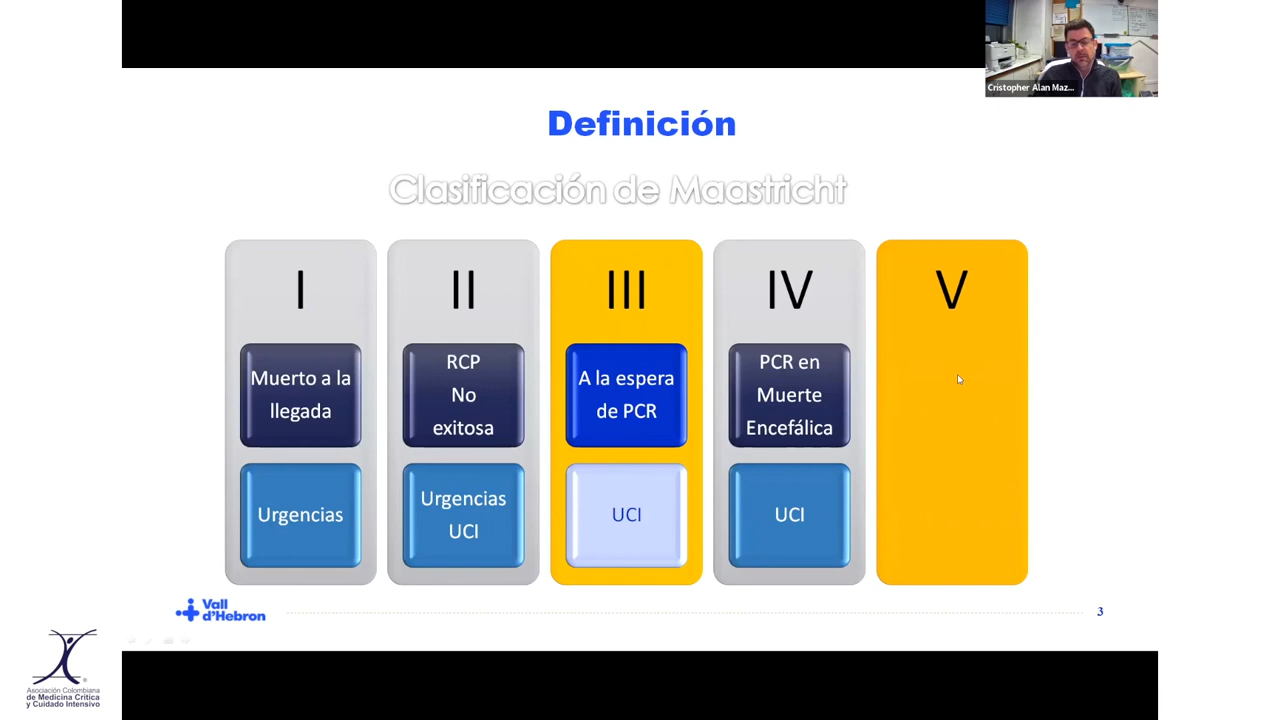 Cristopher Alan Maz...
Definición
Clasificación de Maastricht
I
Muerto a la
llegada
Urgencias
II
RCP
No
exitosa
Urgencias
UCI
III
A la espera
de PCR
UCI
IV
PCR en
Muerte
Encefálica
UCI
V
Vall
d'Hebron
3
Asociación Colombiana
de Medicina Crítica
y Cuidado Intensivo